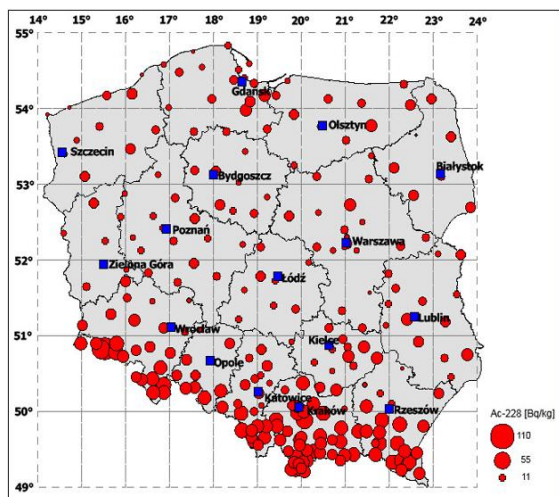 14° 15° 16° 17° 18° 19° 20° 21° 22° 23° 24°
55°
Gdańsk
54°
Olsztyn
Szczecin
Białystok
53°
Bydgoszcz
Poznań
Warszawa
52°
Zielona Góra
Łódź
Lublin
51°
Wrocław
Kielce
Opole
Katowice
Ac-228 [Bq/kg]
50°
Kraków
Rzeszów
110
55
11
49°